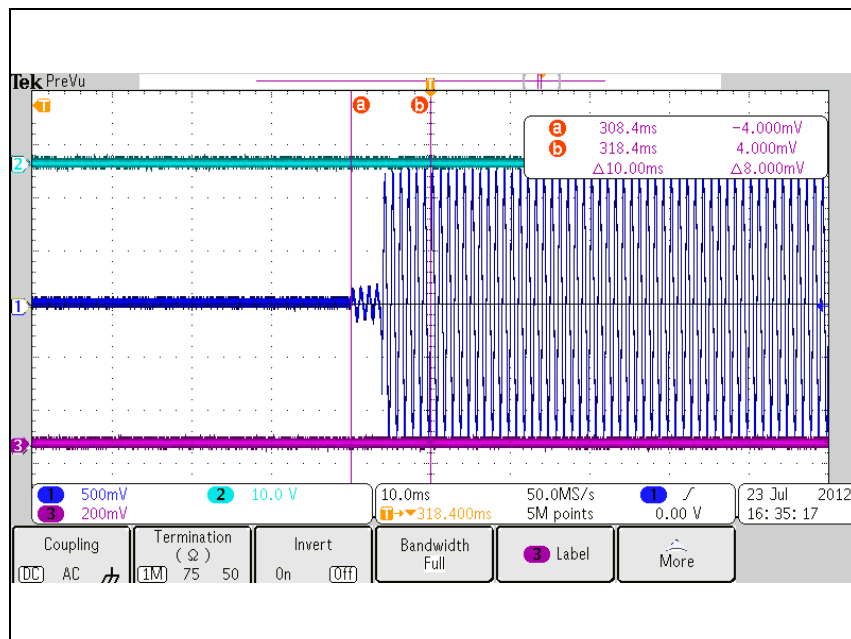 Tek PreVu
T
a b
a 308.4ms -4.000mV
b 318.4ms 4.000mV
Δ10.00ms Δ8.000mV
2
1
3
1 500mV 2 10.0 V
3 200mV
10.0ms 50.0MS/s 1
T→▼318.400ms 5M points 0.00 V
23 Jul 2012
16:35:17
Coupling
DC AC
Termination
(Ω)
1M 75 50
Invert
On Off
Bandwidth
Full
3 Label
More